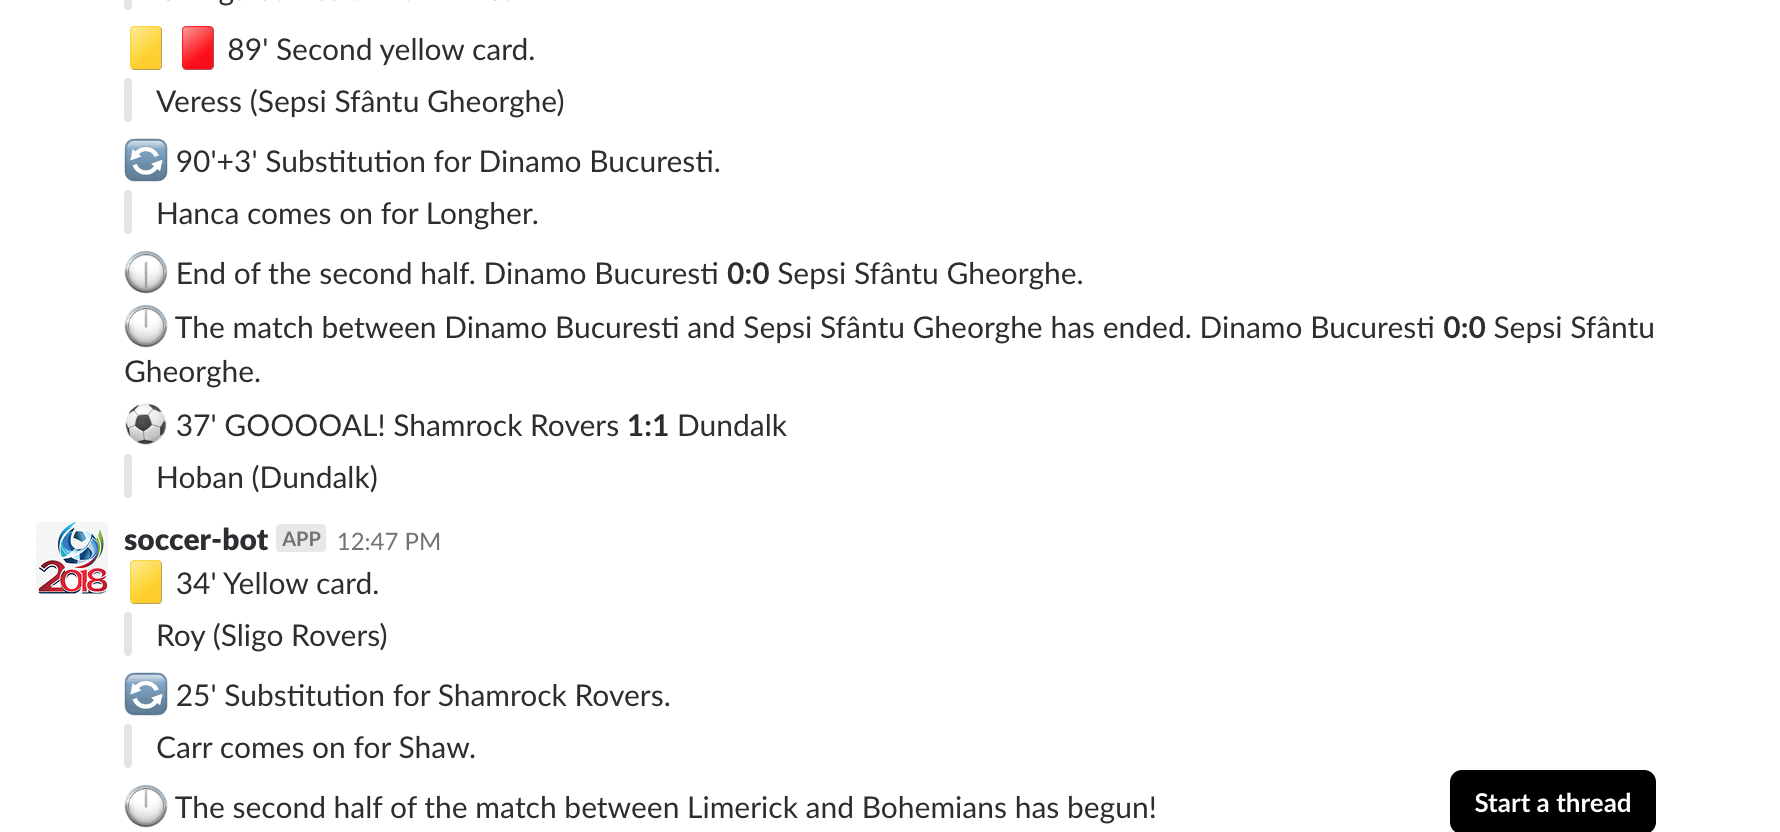 89' Second yellow card.
Veress (Sepsi Sfântu Gheorghe)
90'+3' Substitution for Dinamo Bucuresti.
Hanca comes on for Longher.
End of the second half. Dinamo Bucuresti 0:0 Sepsi Sfântu Gheorghe.
The match between Dinamo Bucuresti and Sepsi Sfântu Gheorghe has ended. Dinamo Bucuresti 0:0 Sepsi Sfântu
Gheorghe.
37' GOOOOAL! Shamrock Rovers 1:1 Dundalk
Hoban (Dundalk)
soccer-bot APP 12:47 PM
2018
34' Yellow card.
Roy (Sligo Rovers)
25' Substitution for Shamrock Rovers.
Carr comes on for Shaw.
The second half of the match between Limerick and Bohemians has begun!
Start a thread